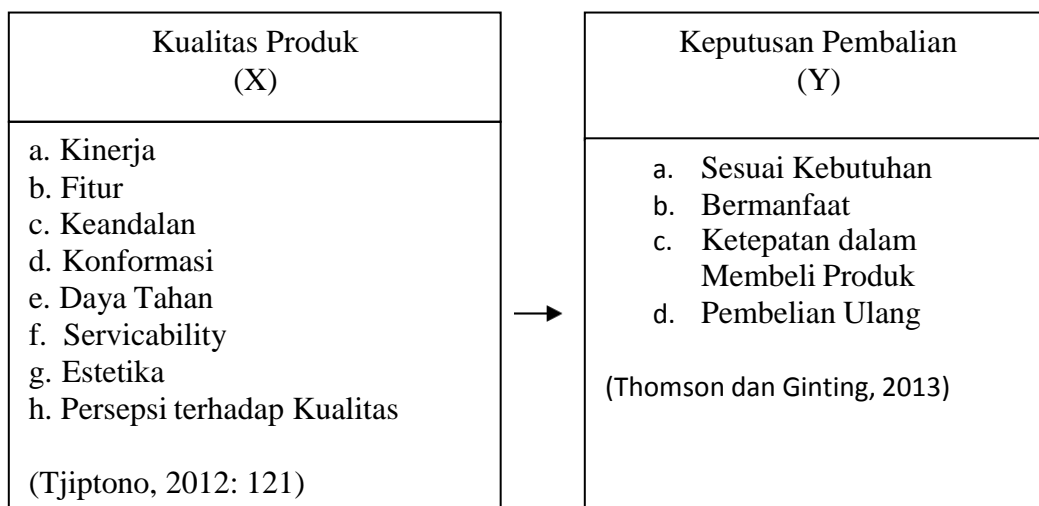 Kualitas Produk
(X)
a. Kinerja
b. Fitur
c. Keandalan
d. Konformasi
e. Daya Tahan
f. Servicability
g. Estetika
h. Persepsi terhadap Kualitas
(Tjiptono, 2012: 121)
Keputusan Pembalian
(Y)
a. Sesuai Kebutuhan
b. Bermanfaat
c. Ketepatan dalam
Membeli Produk
d. Pembelian Ulang
(Thomson dan Ginting, 2013)